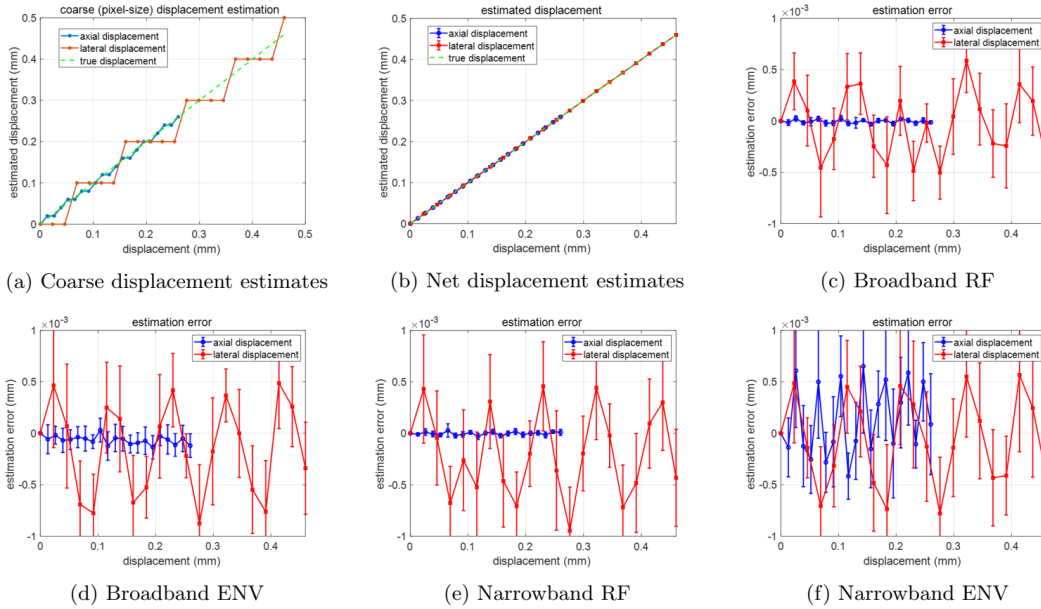 coarse (pixel-size) displacement estimation
axial displacement
lateral displacement
true displacement
estimated displacement (mm)
0.5
0.4
0.3
0.2
0.1
0
0 0.1 0.2 0.3 0.4 0.5
displacement (mm)
(a) Coarse displacement estimates
estimated displacement
axial displacement
lateral displacement
true displacement
estimated displacement (mm)
0.5
0.4
0.3
0.2
0.1
0
0 0.1 0.2 0.3 0.4
displacement (mm)
(b) Net displacement estimates
×10-3
estimation error
axial displacement
lateral displacement
estimation error (mm)
1
0.5
0
-0.5
-1
0 0.1 0.2 0.3 0.4
displacement (mm)
(c) Broadband RF
×10-3
estimation error
axial displacement
lateral displacement
estimation error (mm)
1
0.5
0
-0.5
-1
0 0.1 0.2 0.3 0.4
displacement (mm)
(d) Broadband ENV
×10-3
estimation error
axial displacement
lateral displacement
estimation error (mm)
1
0.5
0
-0.5
-1
0 0.1 0.2 0.3 0.4
displacement (mm)
(e) Narrowband RF
×10-3
estimation error
axial displacement
lateral displacement
estimation error (mm)
1
0.5
0
-0.5
-1
0 0.1 0.2 0.3 0.4
displacement (mm)
(f) Narrowband ENV